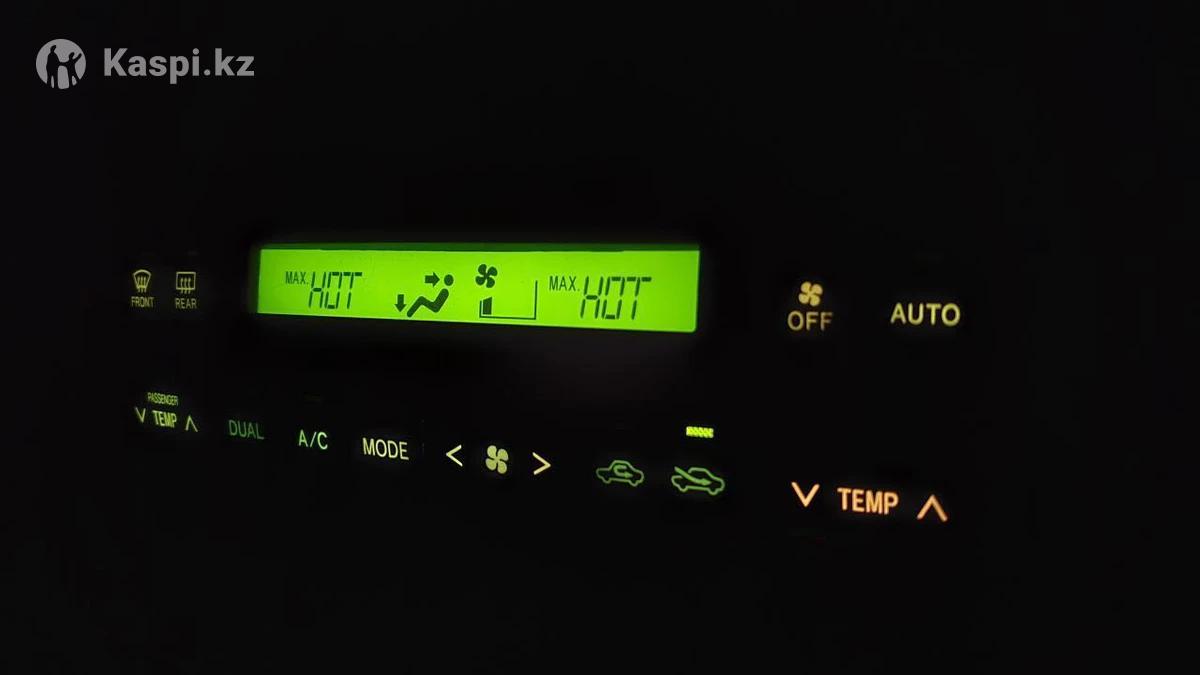 Kaspi.kz
MAX. HOT MAX. HOT
FRONT REAR
OFF AUTO
PASSENGER
TEMP DUAL A/C MODE
TEMP